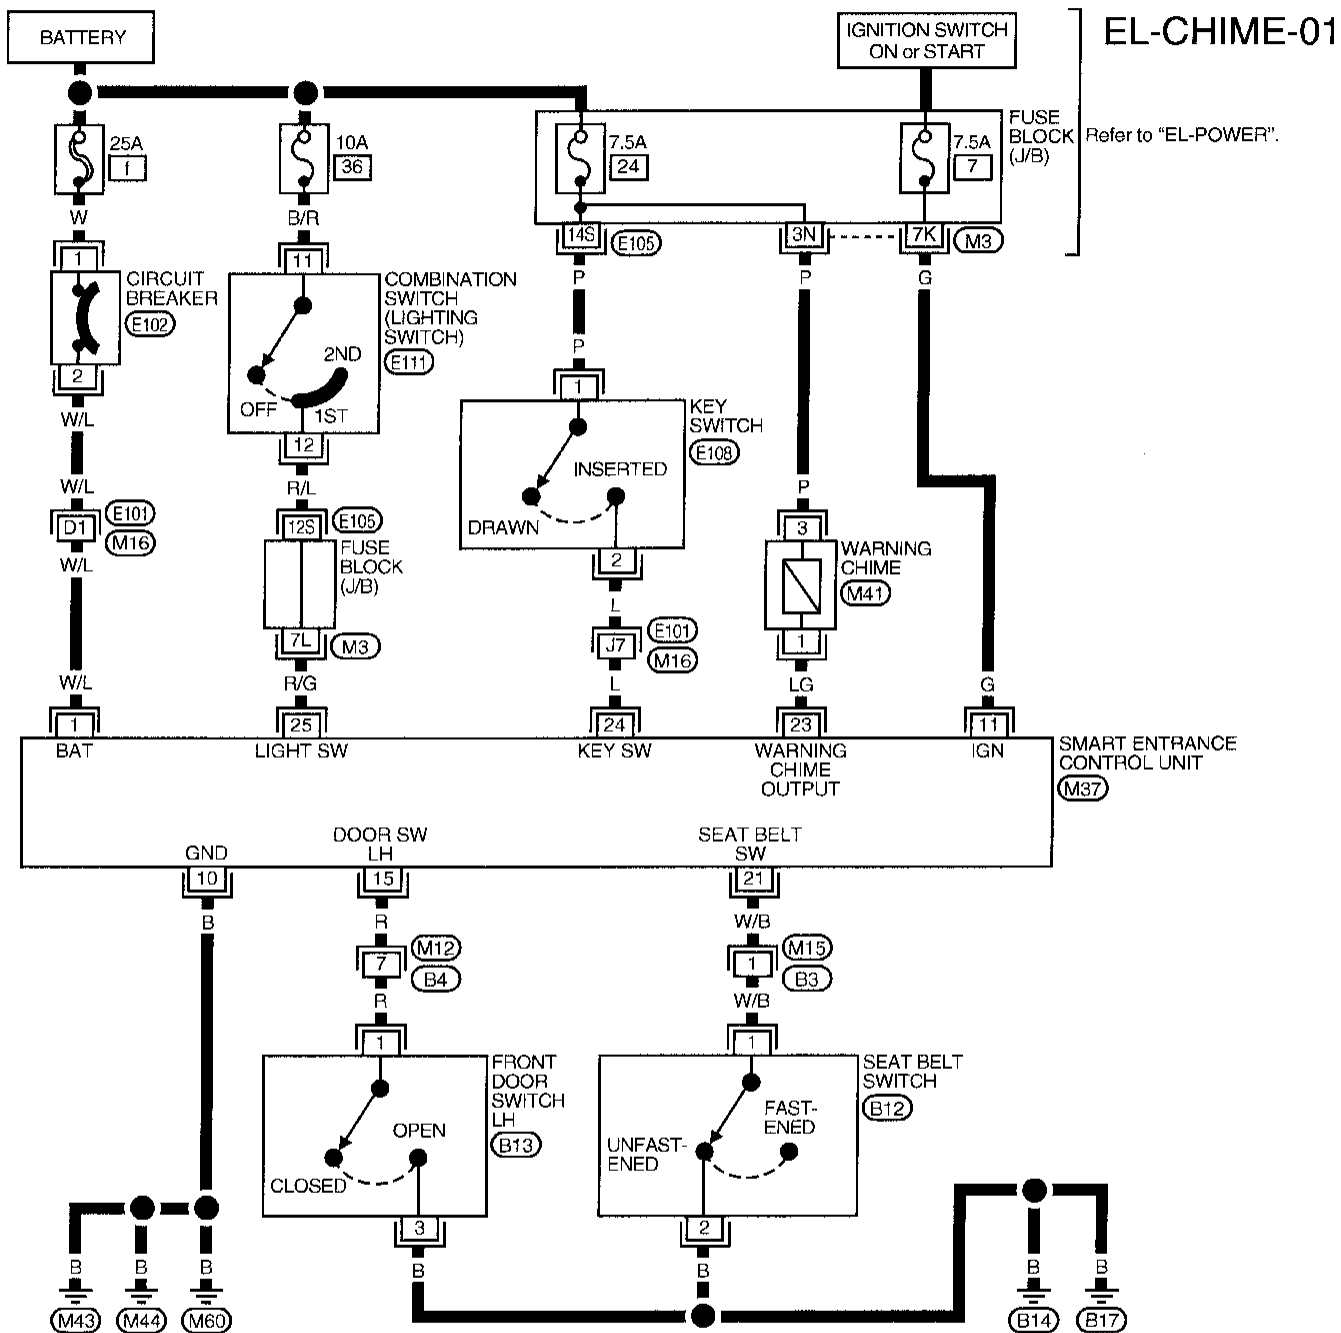 BATTERY
IGNITION SWITCH
ON or START
EL-CHIME-01
25A
f
10A
36
7.5A
24
7.5A
7
FUSE
BLOCK
(J/B)
Refer to "EL-POWER".
W
B/R
14S
E105
3N
7K
M3
1
11
P
P
G
CIRCUIT
BREAKER
E102
COMBINATION
SWITCH
(LIGHTING
SWITCH)
E111
2ND
OFF
1ST
2
12
P
1
KEY
SWITCH
E108
INSERTED
DRAWN
2
W/L
W/L
D1
E101
M16
W/L
R/L
12S
E105
FUSE
BLOCK
(J/B)
7L
M3
R/G
P
3
WARNING
CHIME
M41
1
L
J7
E101
M16
L
LG
G
W/L
1
25
24
23
11
BAT
LIGHT SW
KEY SW
WARNING
CHIME
OUTPUT
IGN
SMART ENTRANCE
CONTROL UNIT
M37
GND
DOOR SW
LH
SEAT BELT
SW
10
15
21
B
R
W/B
7
M12
B4
1
M15
B3
R
W/B
1
1
FRONT
DOOR
SWITCH
LH
B13
OPEN
CLOSED
SEAT BELT
SWITCH
B12
FAST-
ENED
UNFAST-
ENED
3
2
B
B
B
B
B
B
B
M43
M44
M60
B14
B17